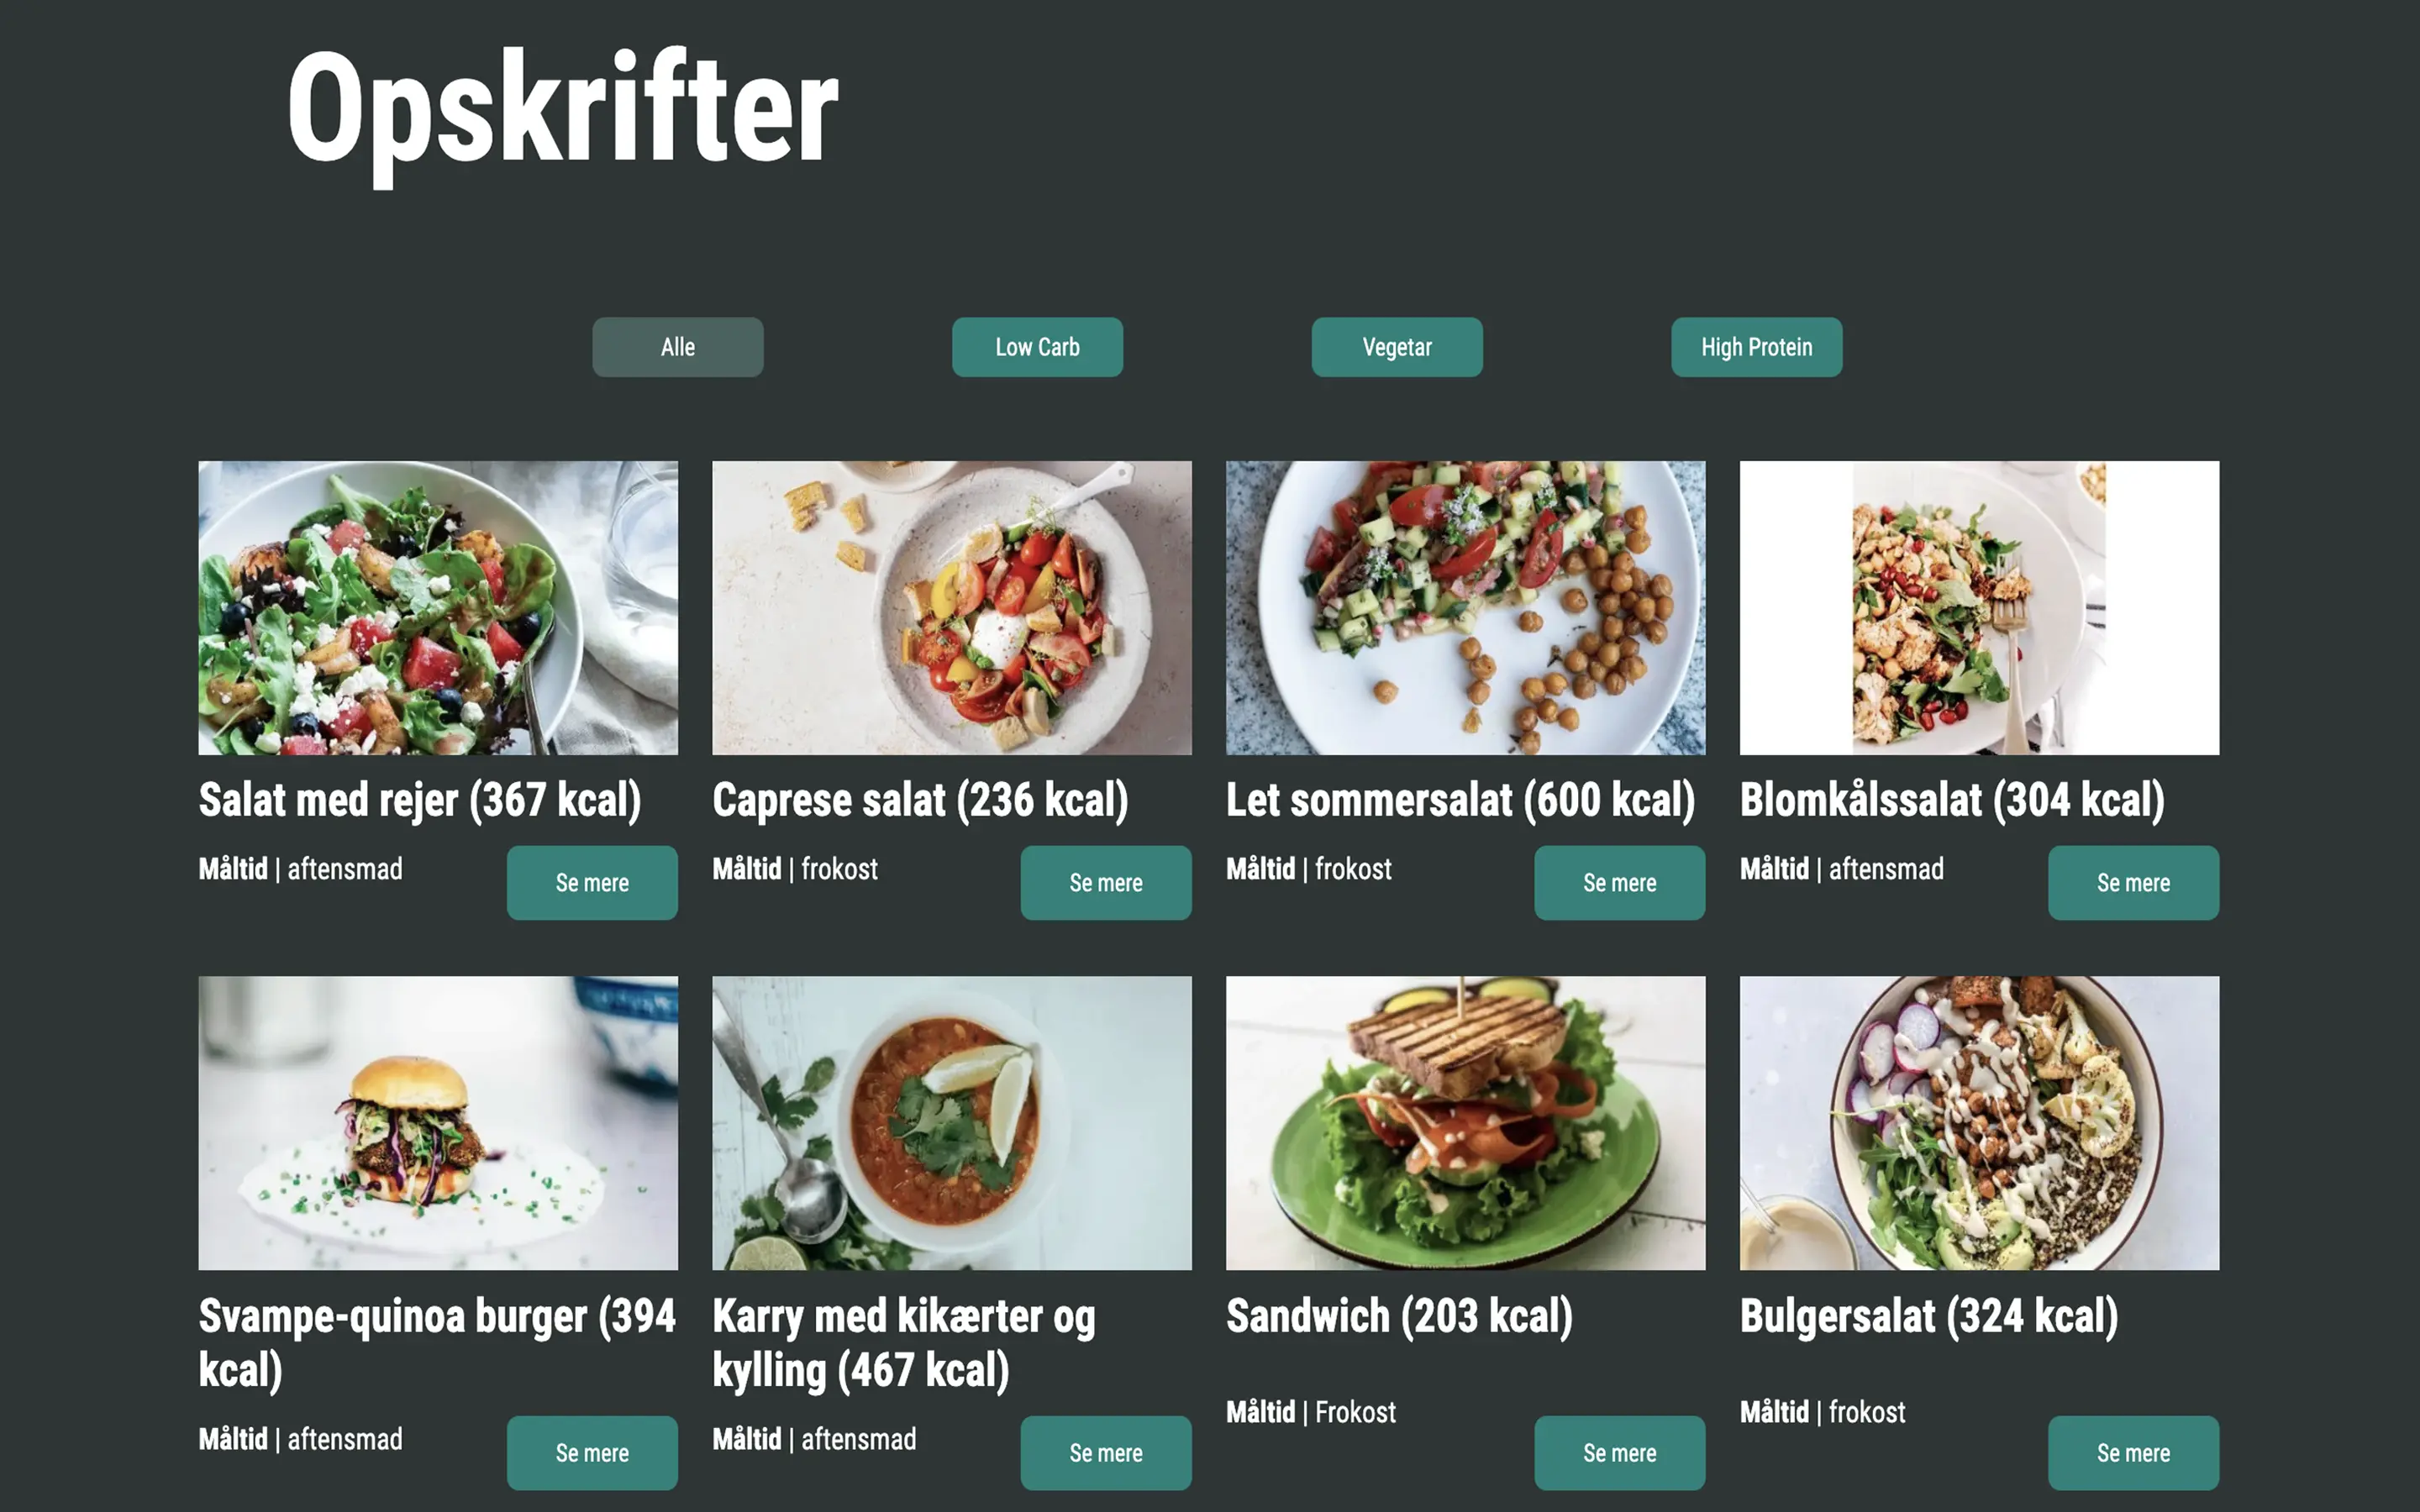 Opskrifter
Alle
Low Carb
Vegetar
High Protein
Salat med rejer (367 kcal)
Måltid | aftensmad
Se mere
Caprese salat (236 kcal)
Måltid | frokost
Se mere
Let sommersalat (600 kcal)
Måltid | frokost
Se mere
Blomkålssalat (304 kcal)
Måltid | aftensmad
Se mere
Svampe-quinoa burger (394
kcal)
Måltid | aftensmad
Se mere
Karry med kikærter og
kylling (467 kcal)
Måltid | aftensmad
Se mere
Sandwich (203 kcal)
Måltid | Frokost
Se mere
Bulgersalat (324 kcal)
Måltid | frokost
Se mere